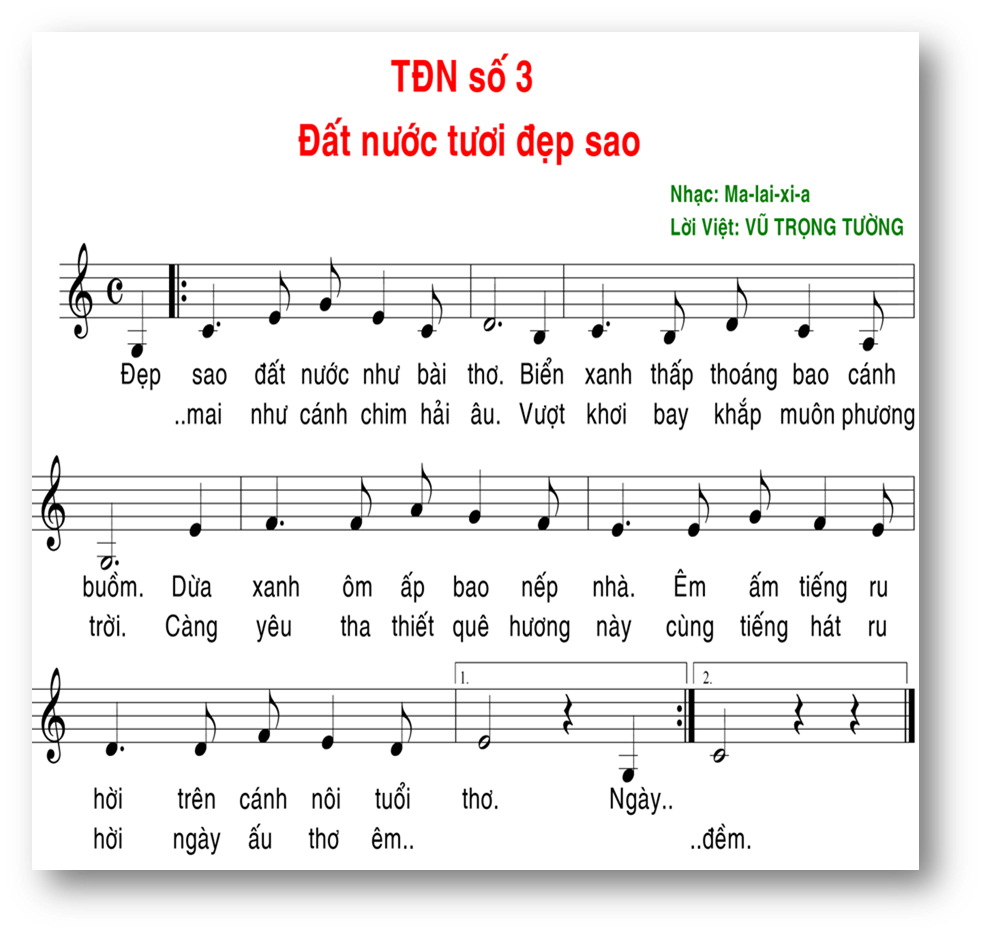 TĐN số 3
Đất nước tươi đẹp sao
Nhạc: Ma-lai-xi-a
Lời Việt: VŨ TRỌNG TƯỜNG
Đẹp sao đất nước như bài thơ. Biển xanh thấp thoáng bao cánh
..mai như cánh chim hải âu. Vượt khơi bay khắp muôn phương
buồm. Dừa xanh ôm ấp bao nếp nhà. Êm ấm tiếng ru
trời. Càng yêu tha thiết quê hương này cùng tiếng hát ru
1. 2.
hời trên cánh nôi tuổi thơ. Ngày..
hời ngày ấu thơ êm.. ..đềm.